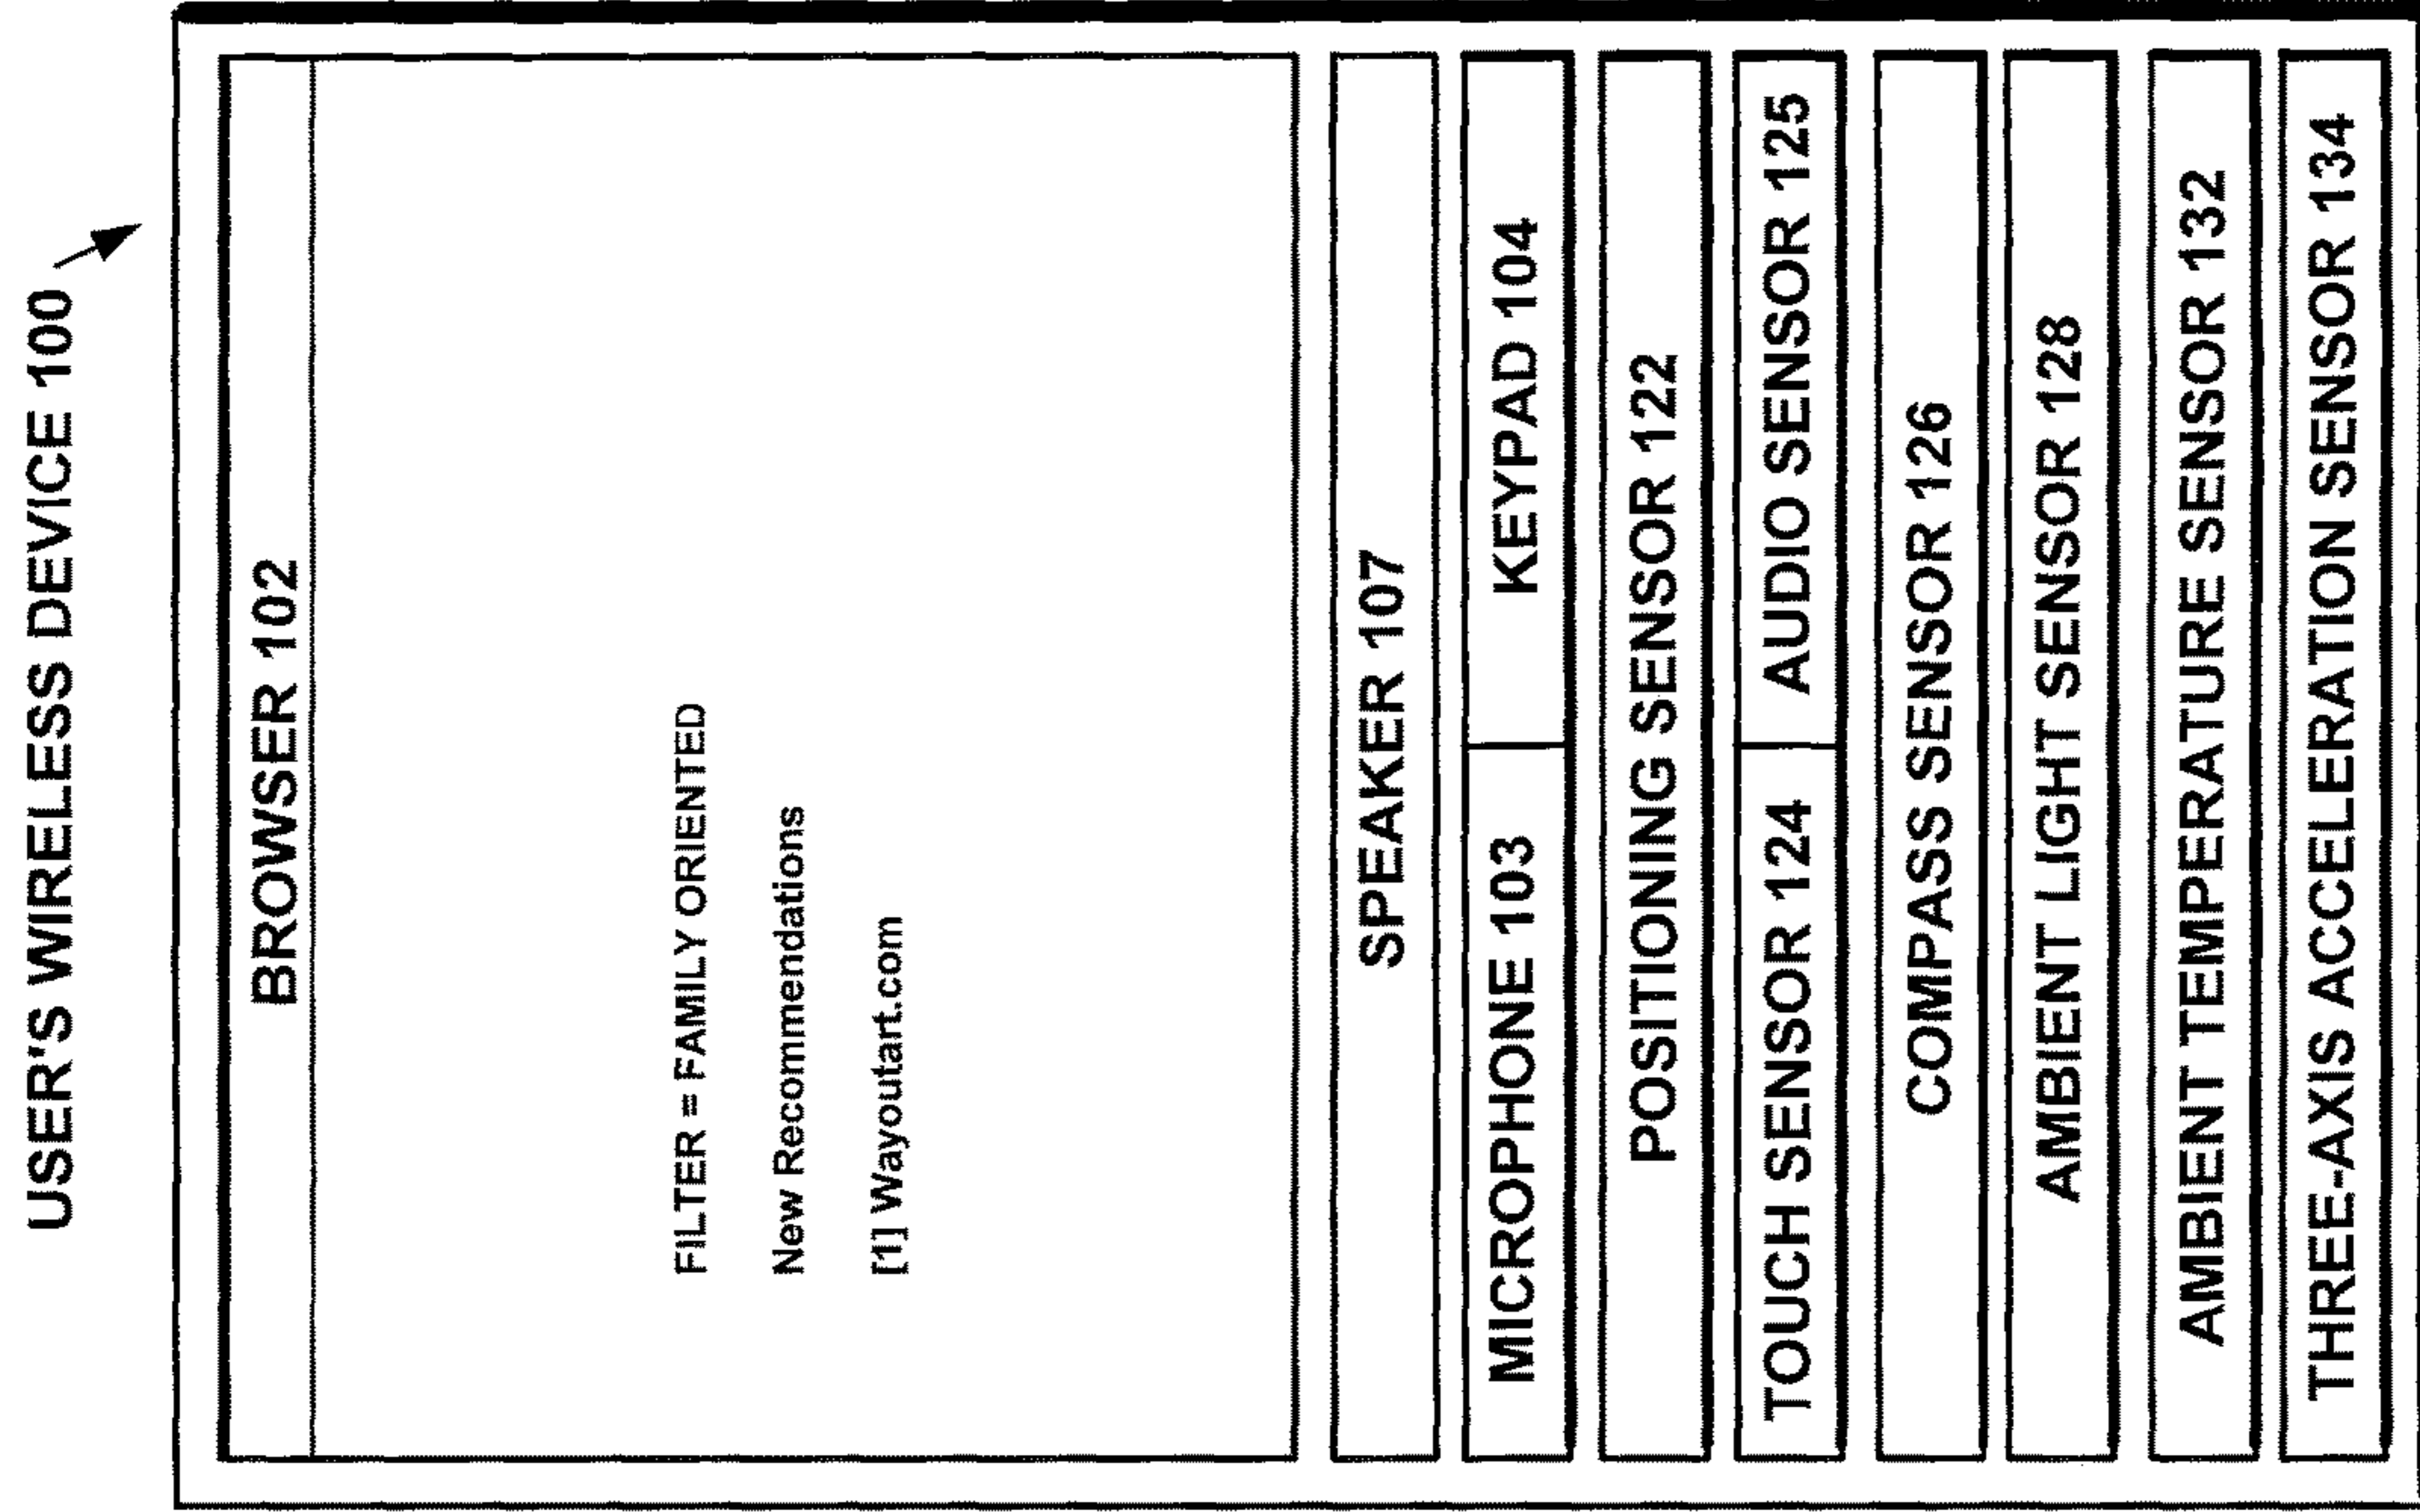 USER'S WIRELESS DEVICE 100
BROWSER 102
FILTER = FAMILY ORIENTED
New Recommendations
[1] Wayoutart.com
SPEAKER 107
MICROPHONE 103 KEYPAD 104
POSITIONING SENSOR 122
TOUCH SENSOR 124 AUDIO SENSOR 125
COMPASS SENSOR 126
AMBIENT LIGHT SENSOR 128
AMBIENT TEMPERATURE SENSOR 132
THREE-AXIS ACCELERATION SENSOR 134